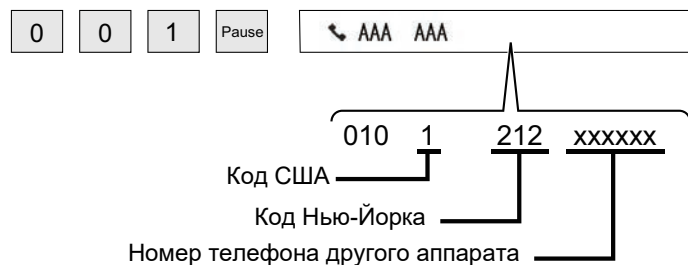 0 0 1 Pause AAA AAA
010 1 212 xxxxxx
Код США
Код Нью-Йорка
Номер телефона другого аппарата